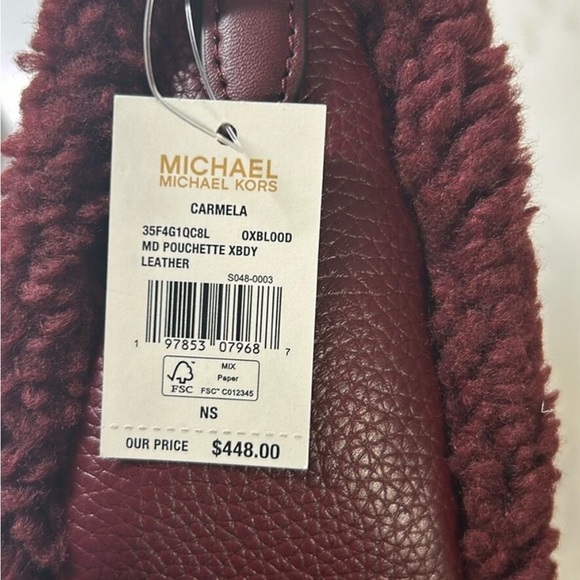 MICHAEL
MICHAEL KORS
CARMELA
35F4G1QC8L OXBLOOD
MD POUCHETTE XBDY
LEATHER
S048-0003
1 97853 07968 7
FSC
MIX
Paper
FSC™ C012345
NS
OUR PRICE $448.00